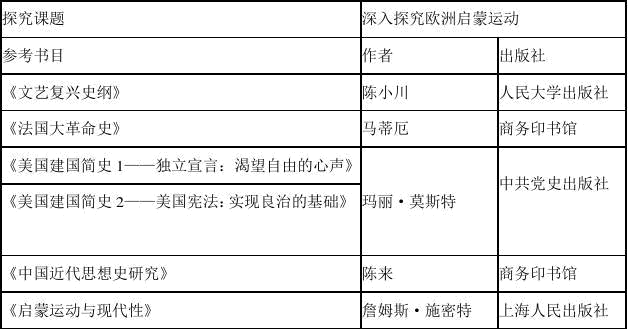 探究课题 深入探究欧洲启蒙运动
参考书目 作者 出版社
《文艺复兴史纲》 陈小川 人民大学出版社
《法国大革命史》 马蒂厄 商务印书馆
《美国建国简史 1——独立宣言：渴望自由的心声》
《美国建国简史 2——美国宪法：实现良治的基础》 玛丽·莫斯特 中共党史出版社
《中国近代思想史研究》 陈来 商务印书馆
《启蒙运动与现代性》 詹姆斯·施密特 上海人民出版社